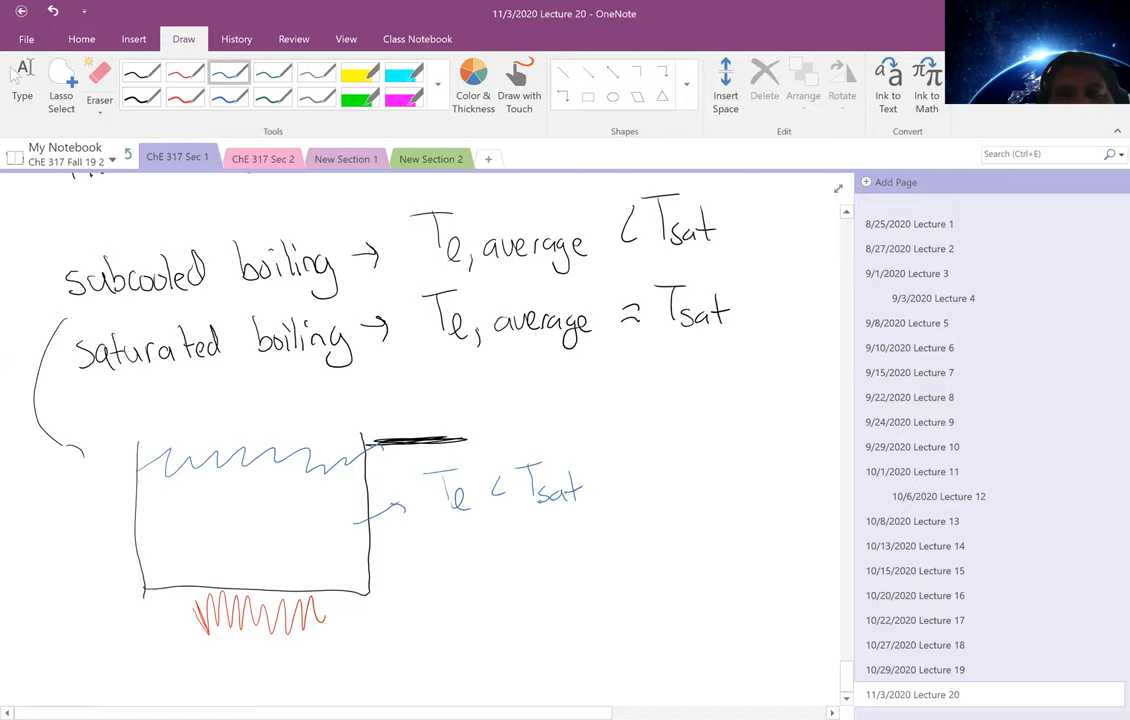 11/3/2020 Lecture 20 - OneNote
File Home Insert Draw History Review View Class Notebook
Type
Lasso Select
Eraser
Color & Thickness
Draw with Touch
Insert Space
Delete
Arrange
Rotate
Ink to Text
Ink to Math
Tools
Shapes
Edit
Convert
My Notebook
ChE 317 Fall 19 2
ChE 317 Sec 1
ChE 317 Sec 2
New Section 1
New Section 2
Search (Ctrl+E)
Add Page
8/25/2020 Lecture 1
8/27/2020 Lecture 2
9/1/2020 Lecture 3
9/3/2020 Lecture 4
9/8/2020 Lecture 5
9/10/2020 Lecture 6
9/15/2020 Lecture 7
9/22/2020 Lecture 8
9/24/2020 Lecture 9
9/29/2020 Lecture 10
10/1/2020 Lecture 11
10/6/2020 Lecture 12
10/8/2020 Lecture 13
10/13/2020 Lecture 14
10/15/2020 Lecture 15
10/20/2020 Lecture 16
10/22/2020 Lecture 17
10/27/2020 Lecture 18
10/29/2020 Lecture 19
11/3/2020 Lecture 20
subcooled boiling → Tℓ, average < Tsat
saturated boiling → Tℓ, average ≈ Tsat
Tℓ < Tsat